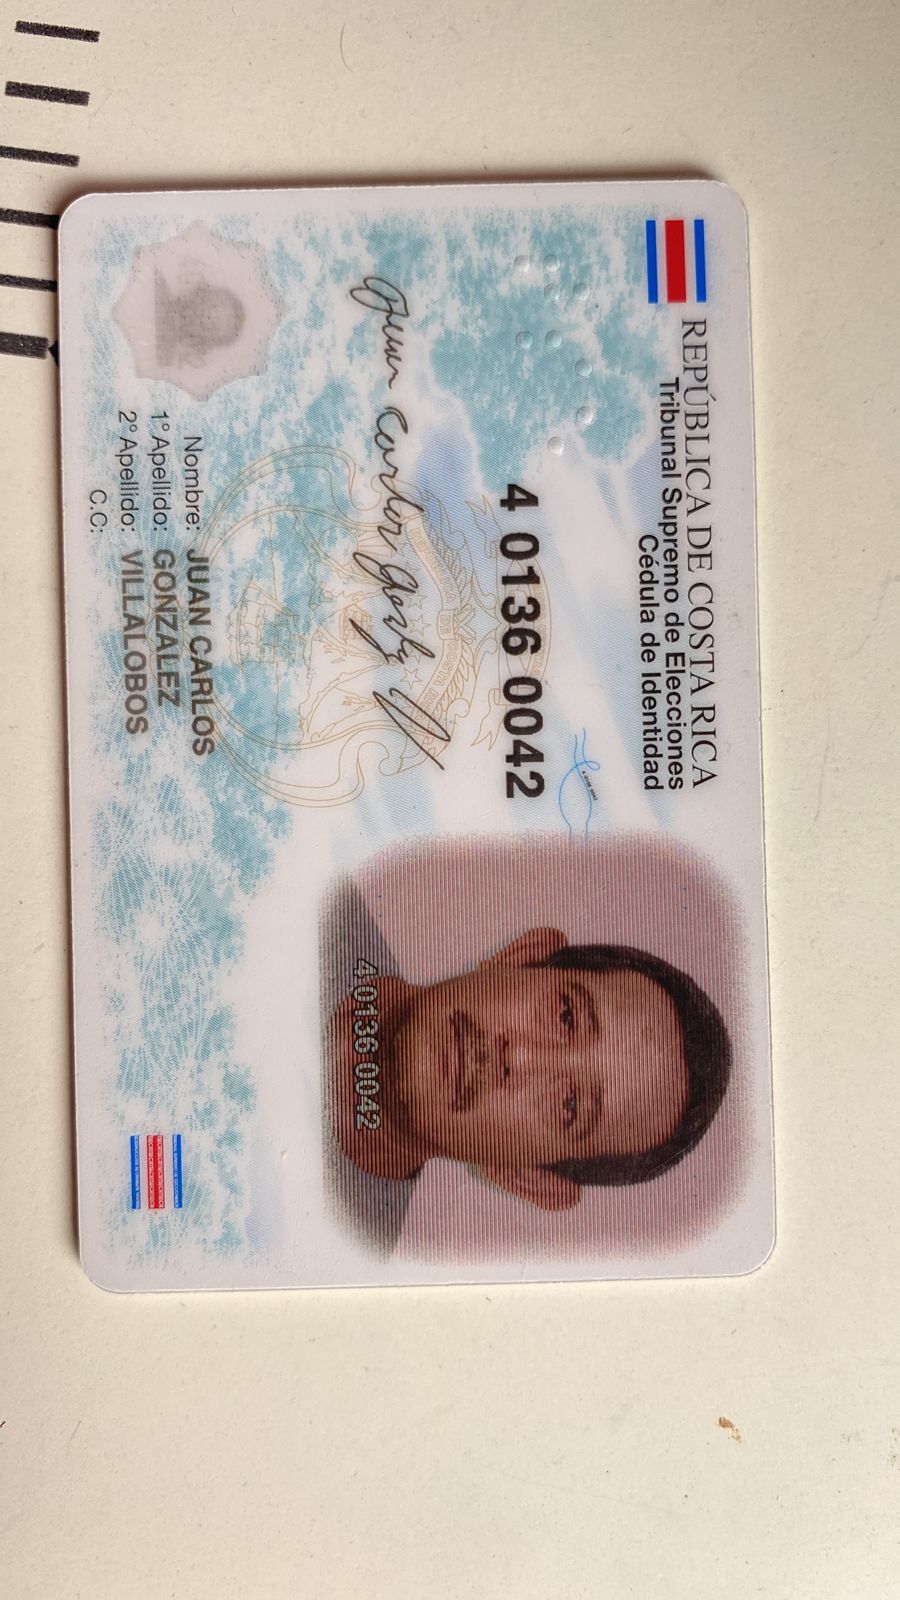 REPÚBLICA DE COSTA RICA
Tribunal Supremo de Elecciones
Cédula de Identidad
4 0136 0042
Juan Carlos
4 0136 0042
Nombre: JUAN CARLOS
1° Apellido: GONZALEZ
2° Apellido: VILLALOBOS
C.C: